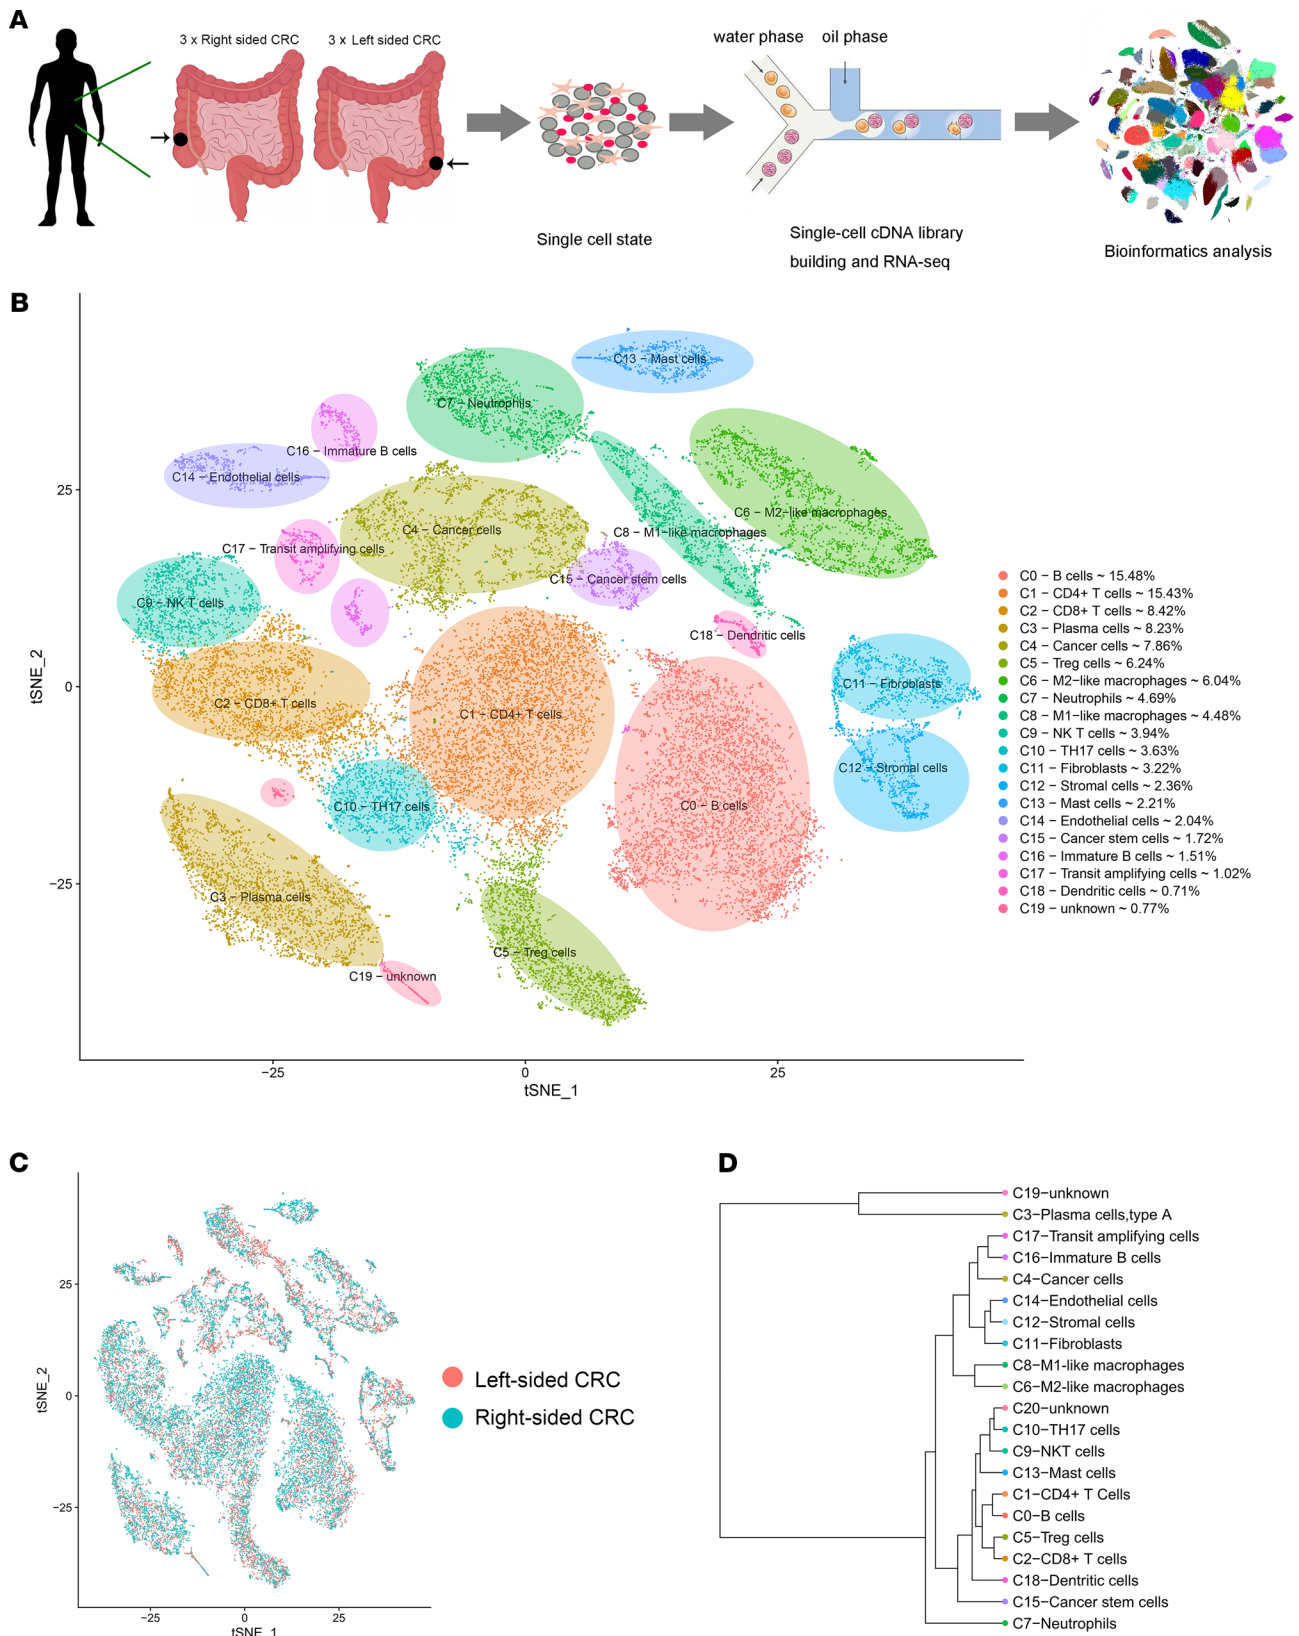 A
3 x Right sided CRC
3 x Left sided CRC
water phase
oil phase
Single cell state
Single-cell cDNA library
building and RNA-seq
Bioinformatics analysis
B
tSNE_2
25
0
−25
−25
0
25
tSNE_1
C13 − Mast cells
C7 − Neutrophils
C16 − Immature B cells
C14 − Endothelial cells
C4 − Cancer cells
C6 − M2−like macrophages
C8 − M1−like macrophages
C17 − Transit amplifying cells
C15 − Cancer stem cells
C9 − NK T cells
C18 − Dendritic cells
C11 − Fibroblasts
C2 − CD8+ T cells
C1 − CD4+ T cells
C12 − Stromal cells
C10 − TH17 cells
C0 − B cells
C3 − Plasma cells
C5 − Treg cells
C19 − unknown
C0 − B cells ~ 15.48%
C1 − CD4+ T cells ~ 15.43%
C2 − CD8+ T cells ~ 8.42%
C3 − Plasma cells ~ 8.23%
C4 − Cancer cells ~ 7.86%
C5 − Treg cells ~ 6.24%
C6 − M2−like macrophages ~ 6.04%
C7 − Neutrophils ~ 4.69%
C8 − M1−like macrophages ~ 4.48%
C9 − NK T cells ~ 3.94%
C10 − TH17 cells ~ 3.63%
C11 − Fibroblasts ~ 3.22%
C12 − Stromal cells ~ 2.36%
C13 − Mast cells ~ 2.21%
C14 − Endothelial cells ~ 2.04%
C15 − Cancer stem cells ~ 1.72%
C16 − Immature B cells ~ 1.51%
C17 − Transit amplifying cells ~ 1.02%
C18 − Dendritic cells ~ 0.71%
C19 − unknown ~ 0.77%
C
tSNE_2
25
0
−25
−25
0
25
tSNE_1
Left-sided CRC
Right-sided CRC
D
C19−unknown
C3−Plasma cells,type A
C17−Transit amplifying cells
C16−Immature B cells
C4−Cancer cells
C14−Endothelial cells
C12−Stromal cells
C11−Fibroblasts
C8−M1-like macrophages
C6−M2-like macrophages
C20−unknown
C10−TH17 cells
C9−NKT cells
C13−Mast cells
C1−CD4+ T Cells
C0−B cells
C5−Treg cells
C2−CD8+ T cells
C18−Dentritic cells
C15−Cancer stem cells
C7−Neutrophils